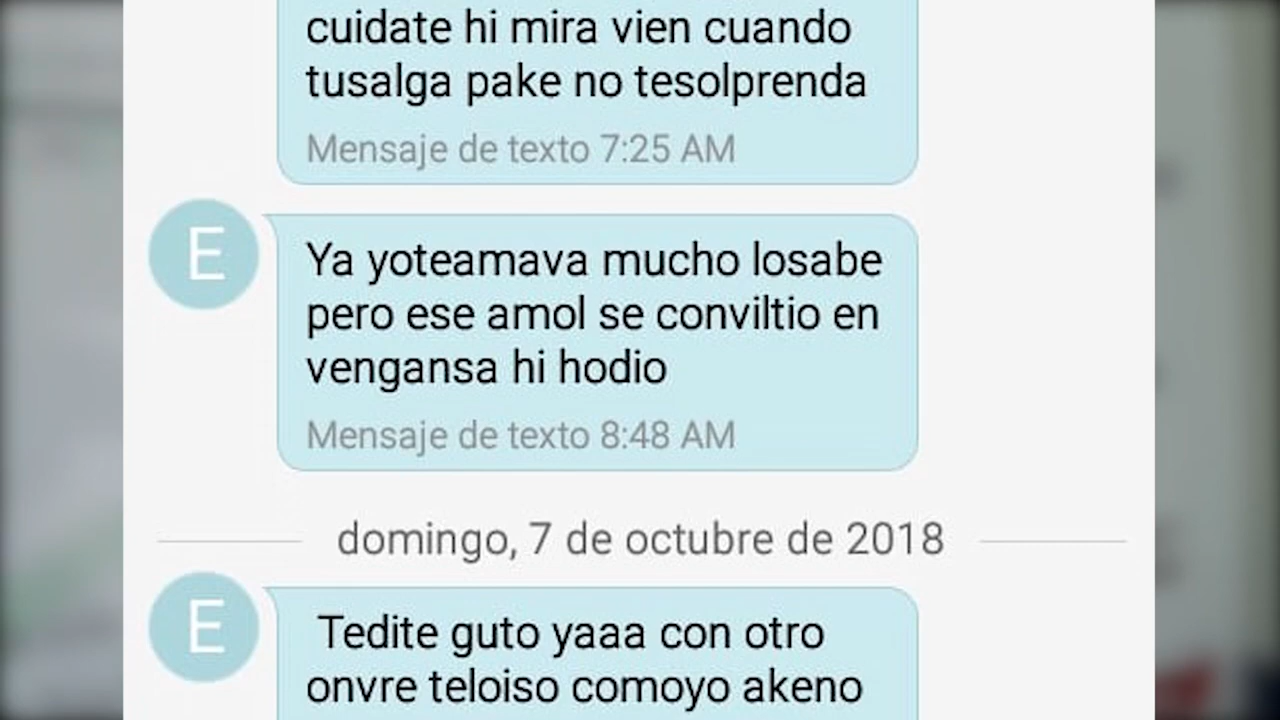 cuidate hi mira vien cuando
tusalga pake no tesolprenda
Mensaje de texto 7:25 AM
E
Ya yoteamava mucho losabe
pero ese amol se conviltio en
vengansa hi hodio
Mensaje de texto 8:48 AM
domingo, 7 de octubre de 2018
E
Tedite guto yaaa con otro
onvre teloiso comoyo akeno